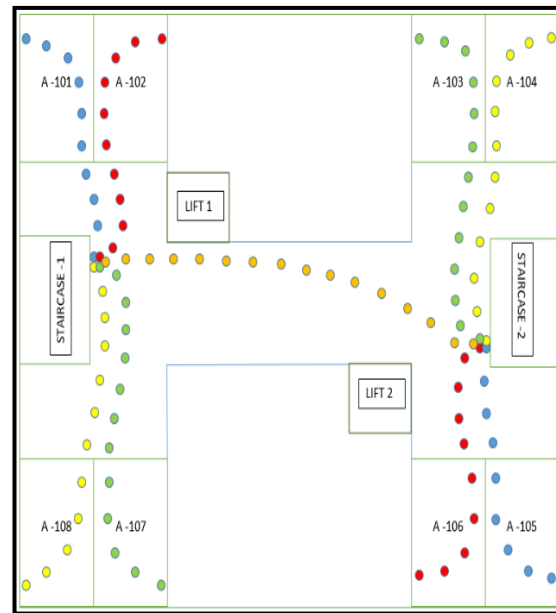 A -101
A -102
A -103
A -104
LIFT 1
STAIRCASE -1
STAIRCASE -2
LIFT 2
A -108
A -107
A -106
A -105